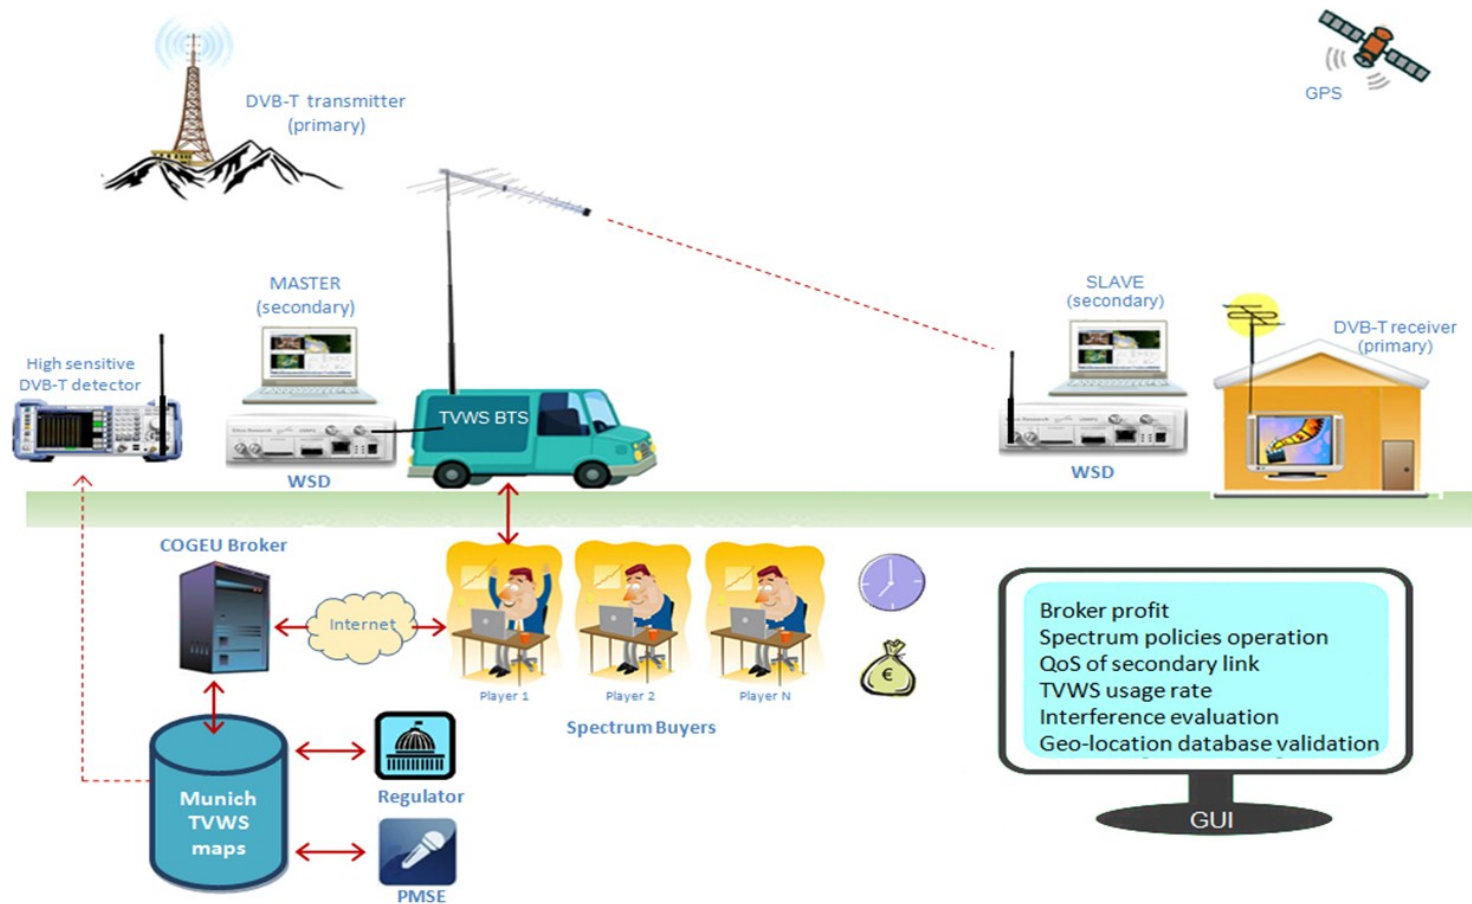 DVB-T transmitter
(primary)
GPS
MASTER
(secondary)
SLAVE
(secondary)
DVB-T receiver
(primary)
High sensitive
DVB-T detector
TVWS BTS
WSD
WSD
COGEU Broker
Internet
Player 1
Player 2
Player N
Spectrum Buyers
€
Munich
TVWS
maps
Regulator
PMSE
Broker profit
Spectrum policies operation
QoS of secondary link
TVWS usage rate
Interference evaluation
Geo-location database validation
GUI